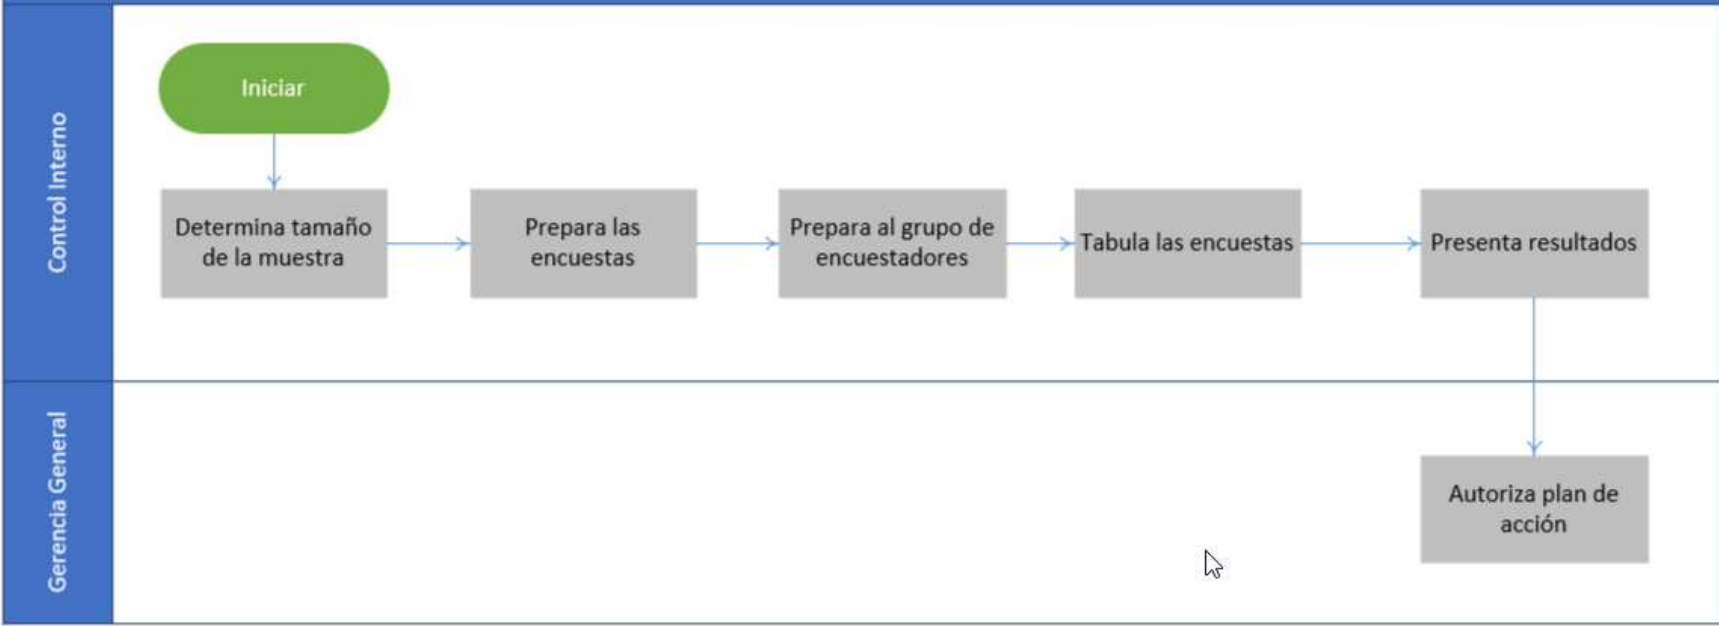 Control Interno
Iniciar
Determina tamaño
de la muestra
Prepara las
encuestas
Prepara al grupo de
encuestadores
Tabula las encuestas
Presenta resultados
Gerencia General
Autoriza plan de
acción